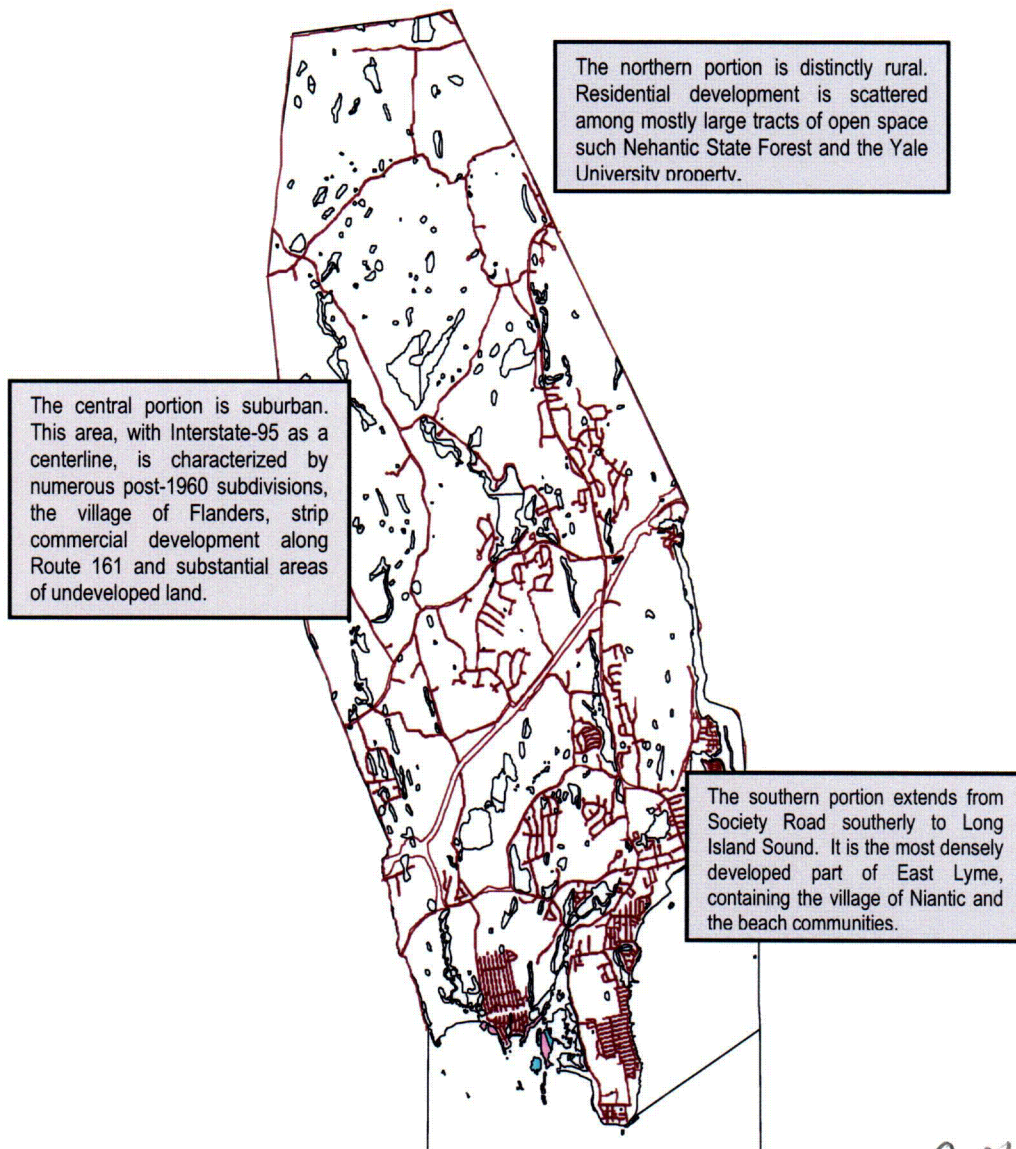 The northern portion is distinctly rural.
Residential development is scattered
among mostly large tracts of open space
such Nehantic State Forest and the Yale
University property.
The central portion is suburban.
This area, with Interstate-95 as a
centerline, is characterized by
numerous post-1960 subdivisions,
the village of Flanders, strip
commercial development along
Route 161 and substantial areas
of undeveloped land.
The southern portion extends from
Society Road southerly to Long
Island Sound. It is the most densely
developed part of East Lyme,
containing the village of Niantic and
the beach communities.